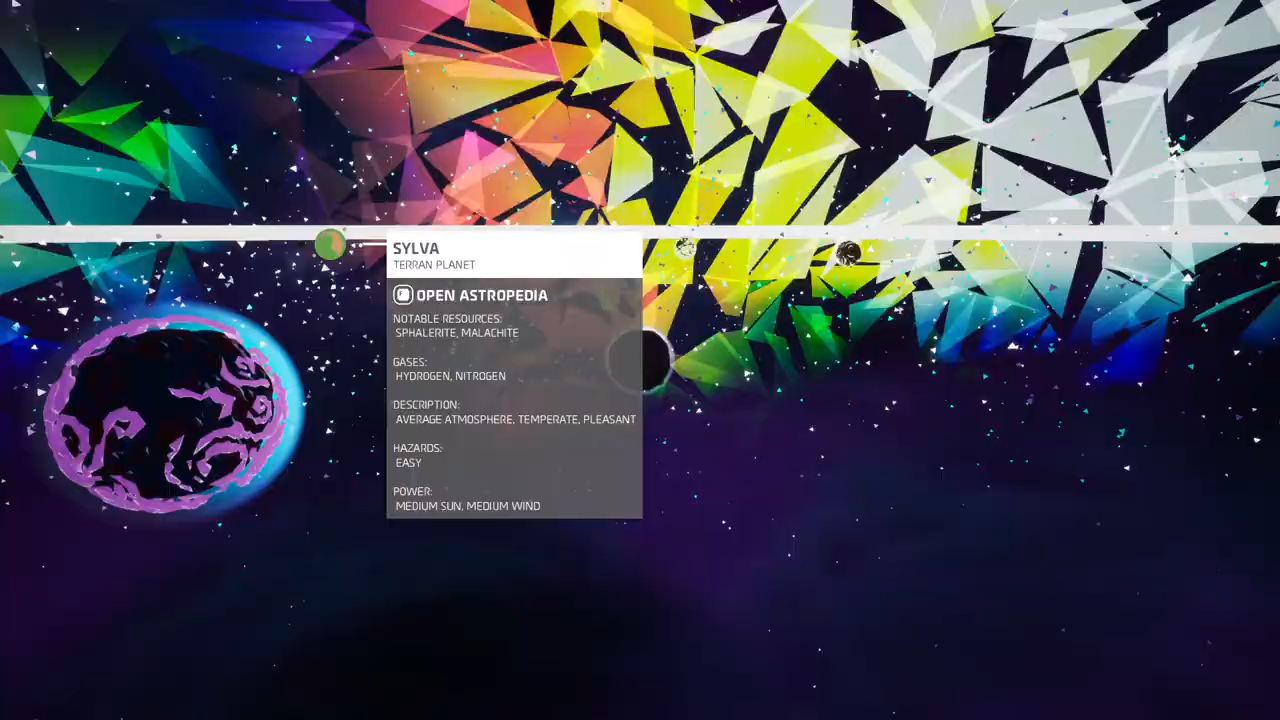 SYLVA
TERRAN PLANET
OPEN ASTROPEDIA
NOTABLE RESOURCES:
SPHALERITE, MALACHITE
GASES:
HYDROGEN, NITROGEN
DESCRIPTION:
AVERAGE ATMOSPHERE, TEMPERATE, PLEASANT
HAZARDS:
EASY
POWER:
MEDIUM SUN, MEDIUM WIND